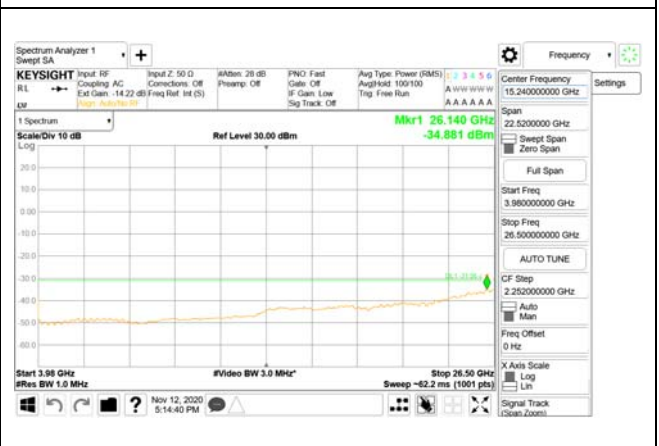 Spectrum Analyzer 1
Swept SA
Frequency
KEYSIGHT
RL
Input: RF
Coupling: AC
Ext Gain: -14.22 dB
Align: Auto/No RF
Input Z: 50 Ω
Corrections: Off
Freq Ref: Int (S)
#Atten: 28 dB
Preamp: Off
PNO: Fast
Gate: Off
IF Gain: Low
Sig Track: Off
Avg Type: Power (RMS)
Avg|Hold: 100/100
Trig: Free Run
1 2 3 4 5 6
A W W W W W
A A A A A A
1 Spectrum
Scale/Div 10 dB
Log
Ref Level 30.00 dBm
Mkr1 26.140 GHz
-34.881 dBm
20.0
10.0
0.00
-10.0
-20.0
-30.0
-40.0
-50.0
-60.0
Start 3.98 GHz
#Res BW 1.0 MHz
#Video BW 3.0 MHz*
Stop 26.50 GHz
Sweep ~62.2 ms (1001 pts)
Nov 12, 2020
5:14:40 PM
Center Frequency
15.240000000 GHz
Span
22.5200000 GHz
Swept Span
Zero Span
Full Span
Start Freq
3.980000000 GHz
Stop Freq
26.500000000 GHz
AUTO TUNE
CF Step
2.252000000 GHz
Auto
Man
Freq Offset
0 Hz
X Axis Scale
Log
Lin
Signal Track
(Span Zoom)
Settings